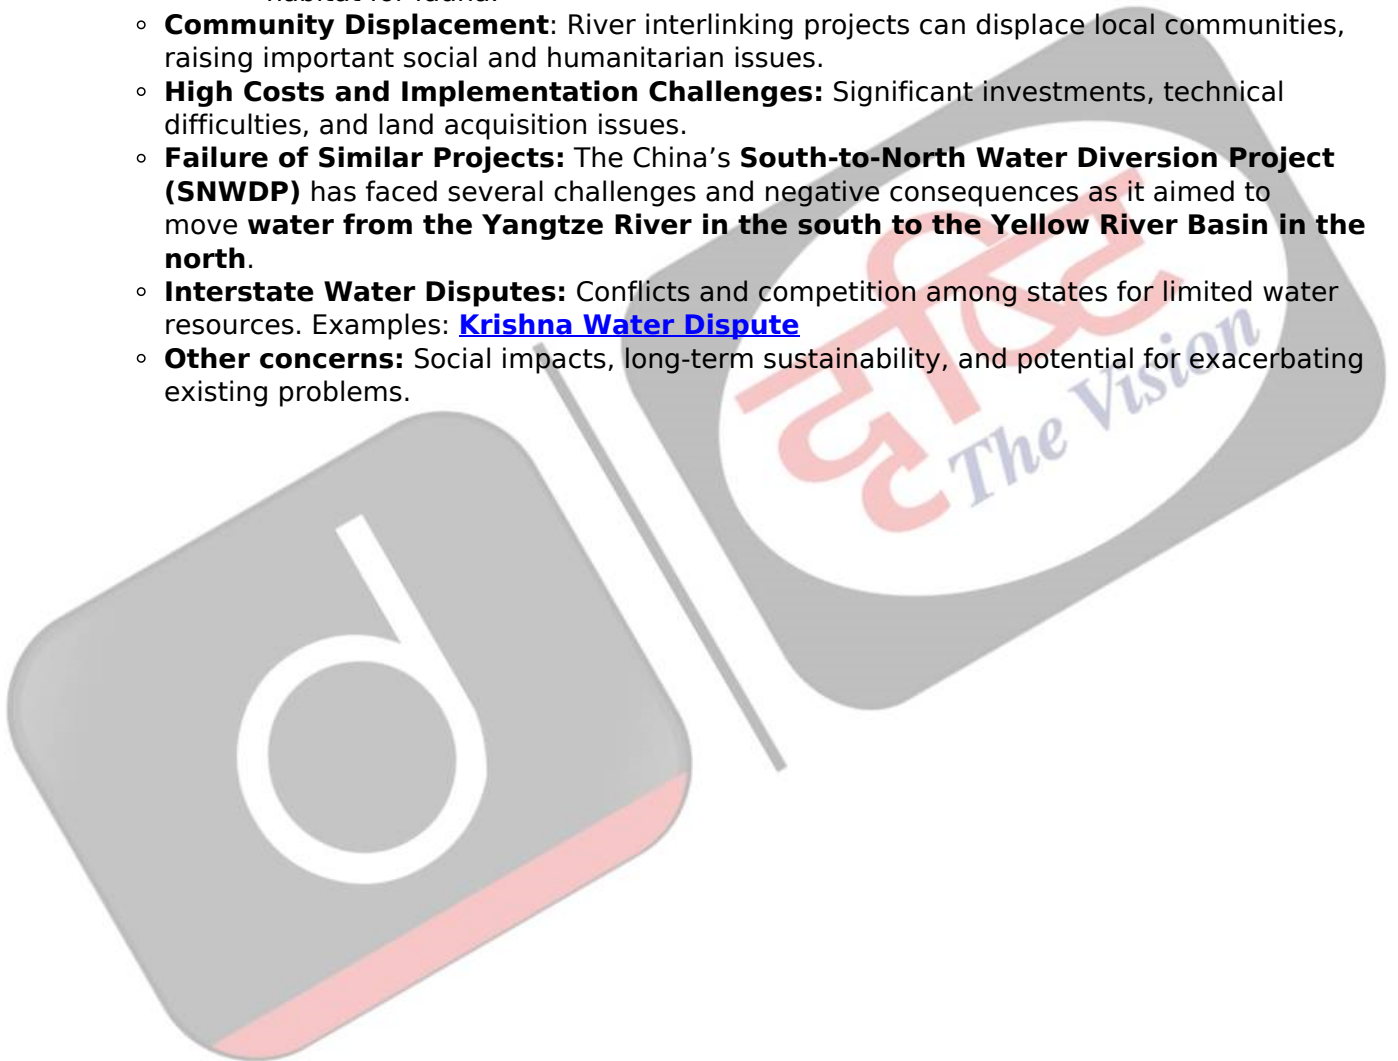 habitat for fauna.
Community Displacement: River interlinking projects can displace local communities,
raising important social and humanitarian issues.
High Costs and Implementation Challenges: Significant investments, technical
difficulties, and land acquisition issues.
Failure of Similar Projects: The China’s South-to-North Water Diversion Project
(SNWDP) has faced several challenges and negative consequences as it aimed to
move water from the Yangtze River in the south to the Yellow River Basin in the
north.
Interstate Water Disputes: Conflicts and competition among states for limited water
resources. Examples: Krishna Water Dispute
Other concerns: Social impacts, long-term sustainability, and potential for exacerbating
existing problems.
दृष्टि
The Vision
d